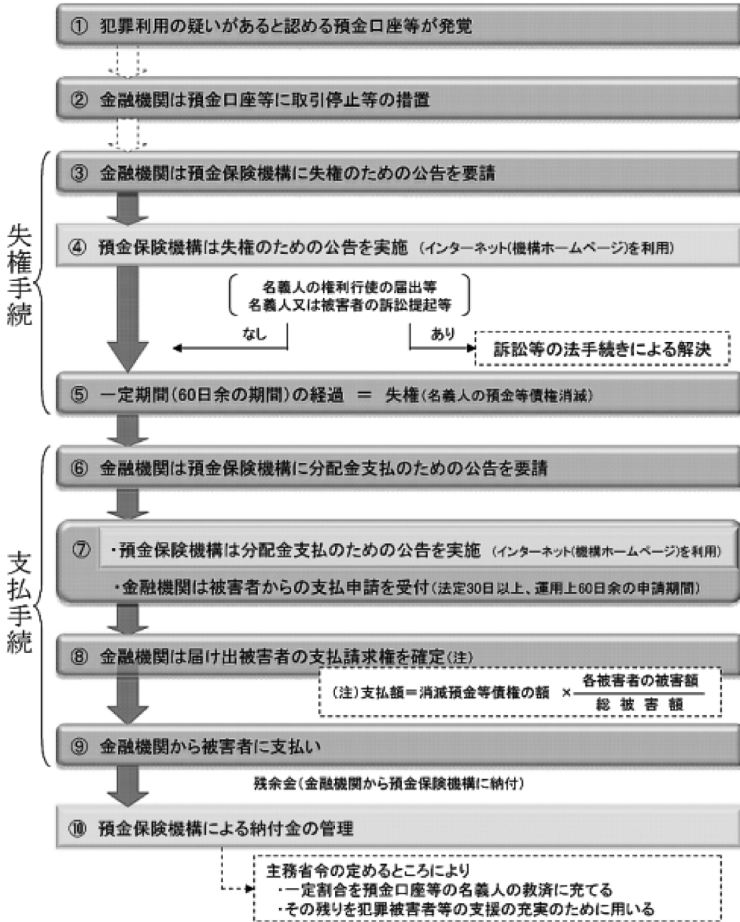 ① 犯罪利用の疑いがあると認める預金口座等が発覚
② 金融機関は預金口座等に取引停止等の措置
失権手続
③ 金融機関は預金保険機構に失権のための公告を要請
④ 預金保険機構は失権のための公告を実施 (インターネット(機構ホームページ)を利用)
名義人の権利行使の届出等
名義人又は被害者の訴訟提起等
なし
あり
訴訟等の法手続きによる解決
⑤ 一定期間(60日余の期間)の経過 = 失権(名義人の預金等債権消滅)
支払手続
⑥ 金融機関は預金保険機構に分配金支払のための公告を要請
⑦ ・預金保険機構は分配金支払のための公告を実施 (インターネット(機構ホームページ)を利用)
・金融機関は被害者からの支払申請を受付(法定30日以上、運用上60日余の申請期間)
⑧ 金融機関は届け出被害者の支払請求権を確定(注)
(注)支払額=消滅預金等債権の額 × 各被害者の被害額
総 被 害 額
⑨ 金融機関から被害者に支払い
残余金(金融機関から預金保険機構に納付)
⑩ 預金保険機構による納付金の管理
主務省令の定めるところにより
・一定割合を預金口座等の名義人の救済に充てる
・その残りを犯罪被害者等の支援の充実のために用いる